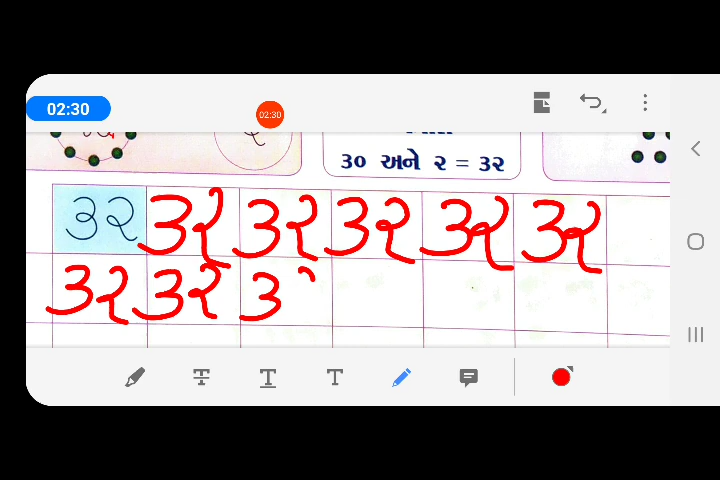 02:30
02:30
૩૦ અને ૨ = ૩૨
૩૨ ૩૨ ૩૨ ૩૨ ૩૨ ૩૨
૩૨ ૩૨ ૩
T T T